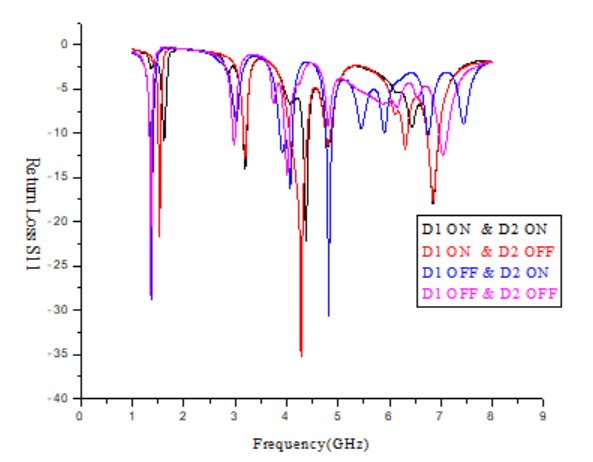 0
-5
-10
-15
-20
-25
-30
-35
-40
Return Loss S11
D1 ON & D2 ON
D1 ON & D2 OFF
D1 OFF & D2 ON
D1 OFF & D2 OFF
0 1 2 3 4 5 6 7 8 9
Frequency(GHz)